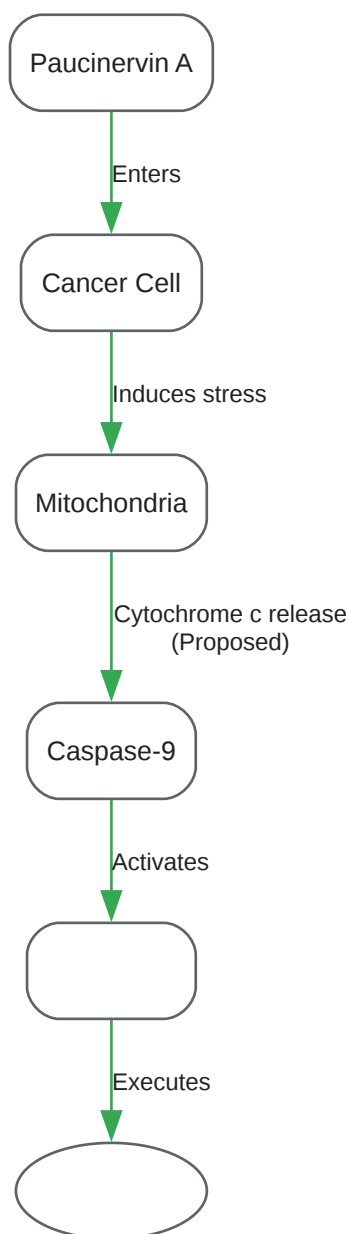 Paucinervin A
Enters
Cancer Cell
Induces stress
Mitochondria
Cytochrome c release
(Proposed)
Caspase-9
Activates
Executes